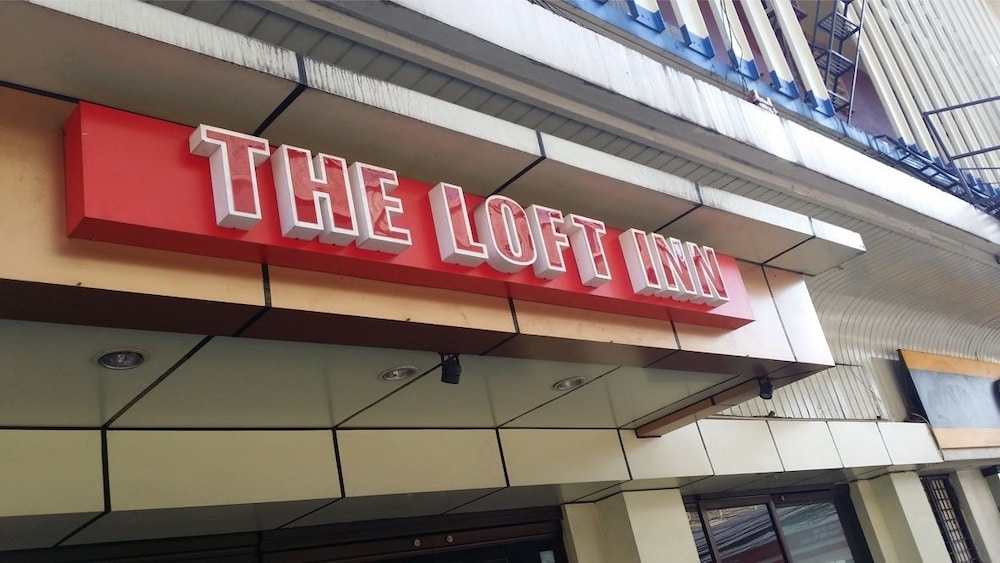 THE LOFT INN